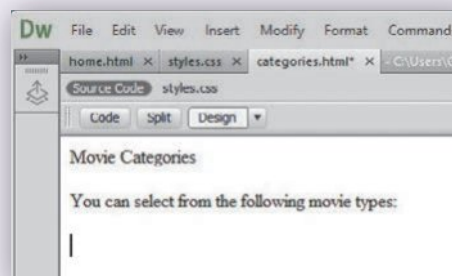 Dw File Edit View Insert Modify Format Command
home.html × styles.css × categories.html* × - C:\Users\
Source Code styles.css
Code Split Design
Movie Categories
You can select from the following movie types: